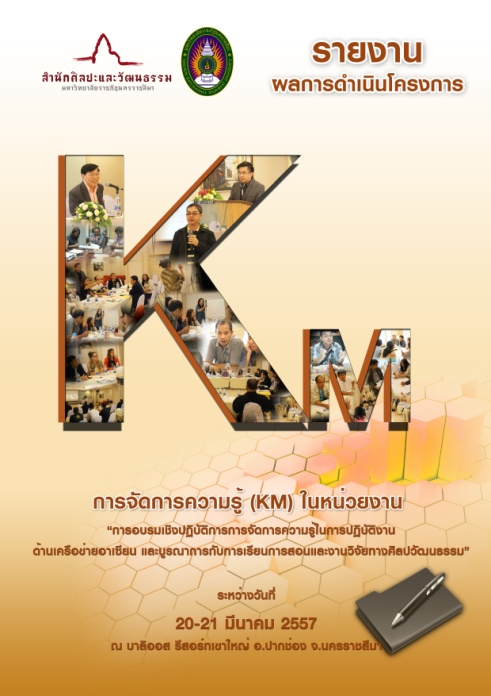 สำนักศิลปะและวัฒนธรรม
มหาวิทยาลัยราชภัฏนครราชสีมา
รายงาน
ผลการดำเนินโครงการ
KM
การจัดการความรู้ (KM) ในหน่วยงาน
“การอบรมเชิงปฏิบัติการการจัดการความรู้ในการปฏิบัติงาน
ด้านเครือข่ายอาเซียน และบูรณาการกับการเรียนการสอนและงานวิจัยทางศิลปวัฒนธรรม”
ระหว่างวันที่
20-21 มีนาคม 2557
ณ บาลิออส รีสอร์ทเขาใหญ่ อ.ปากช่อง จ.นครราชสีมา